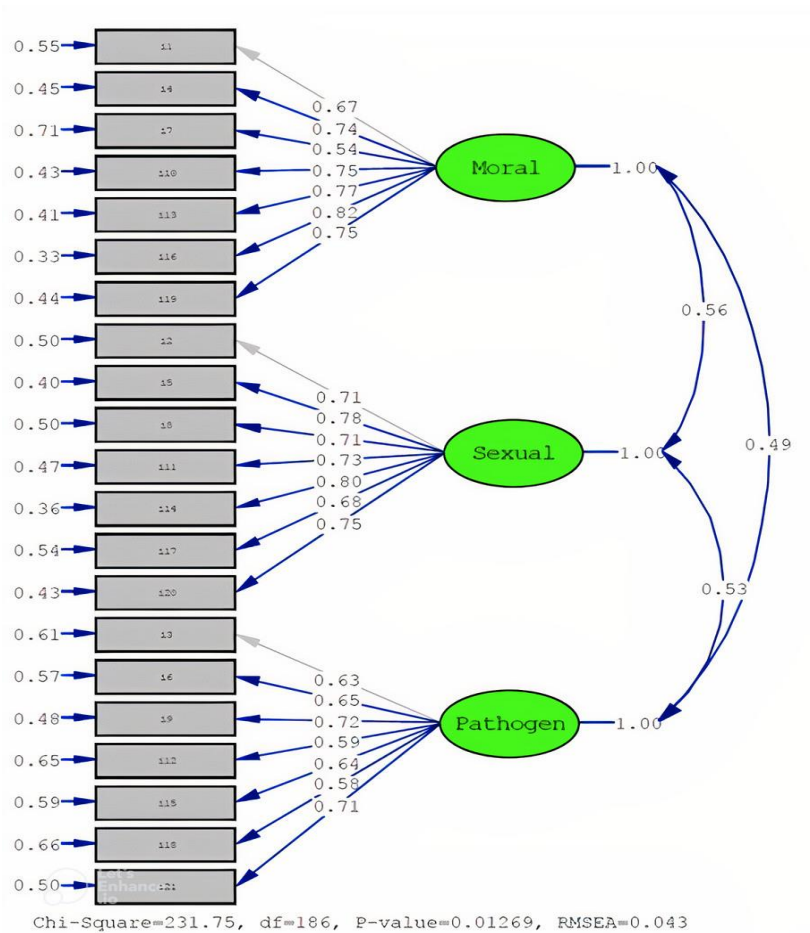 0.55 i1
0.67
0.45 i4
0.74
0.71 i7
0.54
Moral 1.00
0.43 i10
0.75
0.41 i13
0.77
0.33 i16
0.82
0.44 i19
0.75
0.56
0.50 i2
0.71
0.40 i5
0.78
0.50 i8
0.71
Sexual 1.00
0.49
0.47 i11
0.73
0.36 i14
0.80
0.54 i17
0.68
0.43 i20
0.75
0.53
0.61 i3
0.63
0.57 i6
0.65
0.48 i9
0.72
Pathogen 1.00
0.65 i12
0.59
0.59 i15
0.64
0.66 i18
0.58
0.50 i21
0.71
Let's
Enhance
.io
Chi-Square=231.75, df=186, P-value=0.01269, RMSEA=0.043